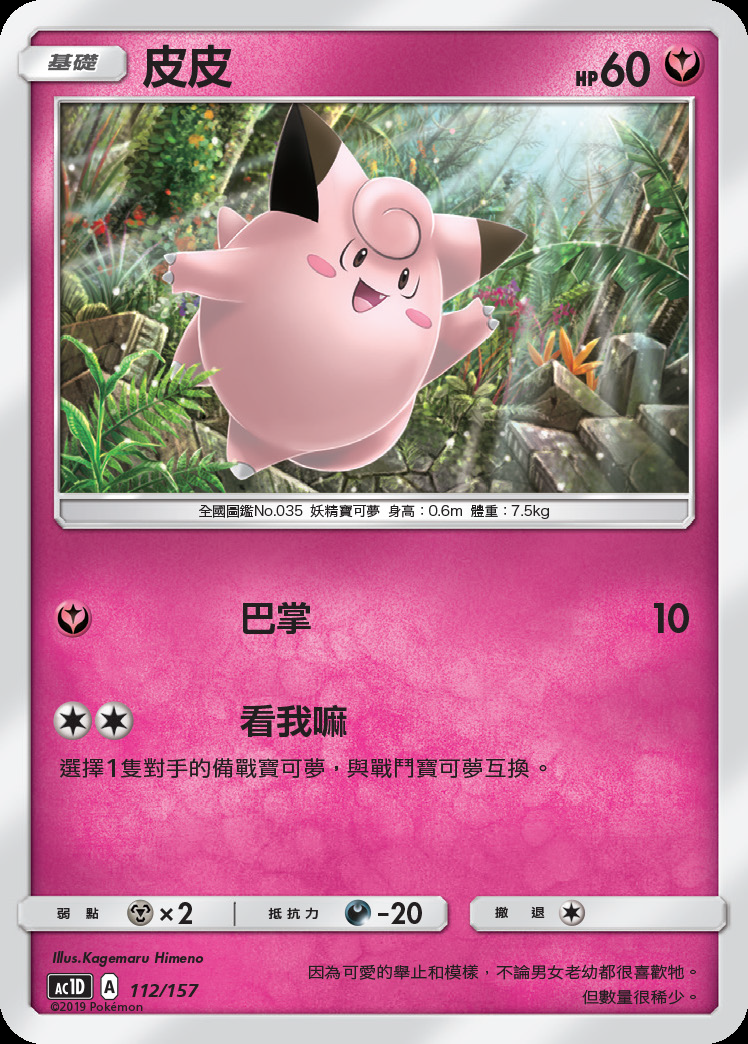 基礎 皮皮 HP60
全國圖鑑No.035 妖精寶可夢 身高：0.6m 體重：7.5kg
巴掌 10
看我嘛
選擇1隻對手的備戰寶可夢，與戰鬥寶可夢互換。
弱點 ×2 抵抗力 -20 撤退
Illus.Kagemaru Himeno
因為可愛的舉止和模樣，不論男女老幼都很喜歡牠。
但數量很稀少。
AC1D A 112/157
©2019 Pokémon